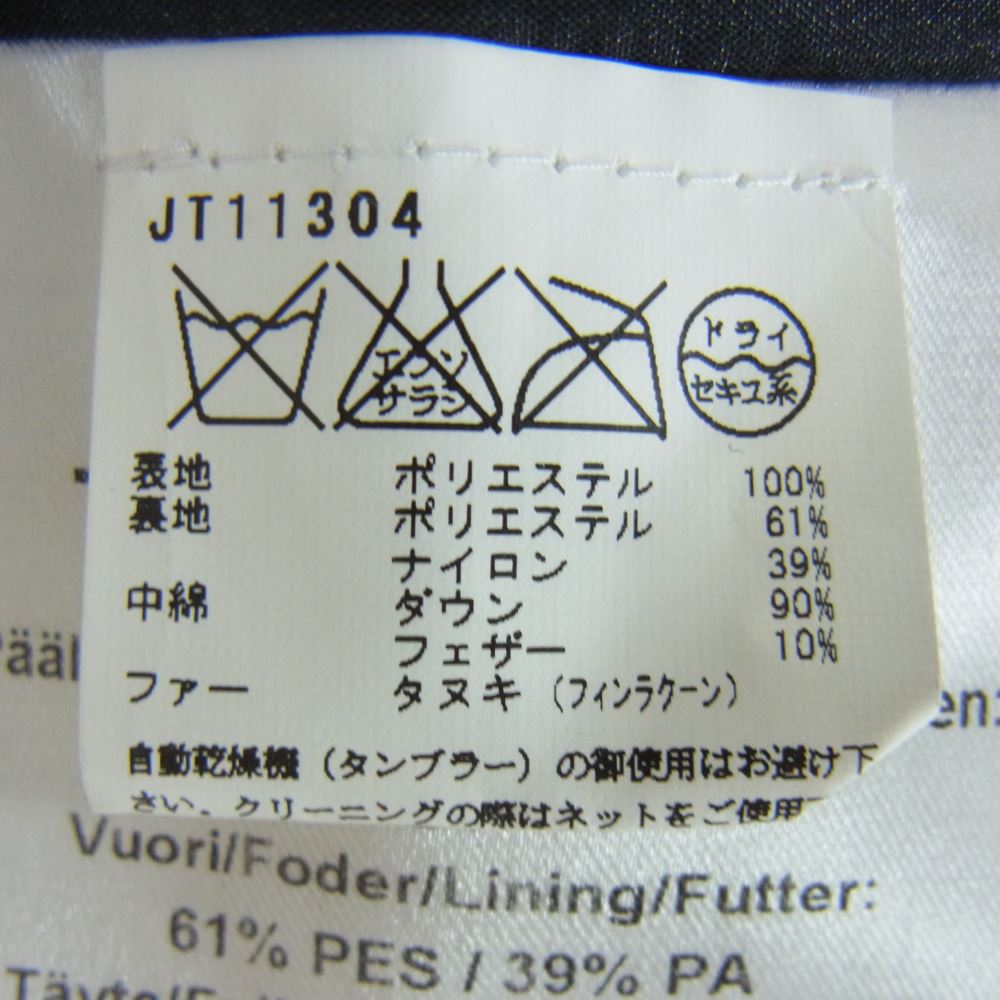 JT11304
エンソ
サラシ
ドライ
セキユ系
表地 ポリエステル 100%
裏地 ポリエステル 61%
ナイロン 39%
中綿 ダウン 90%
フェザー 10%
ファー タヌキ (フィンラクーン)
自動乾燥機(タンブラー)の御使用はお避け下
さい。クリーニングの際はネットをご使用下
Vuori/Foder/Lining/Futter:
61% PES / 39% PA